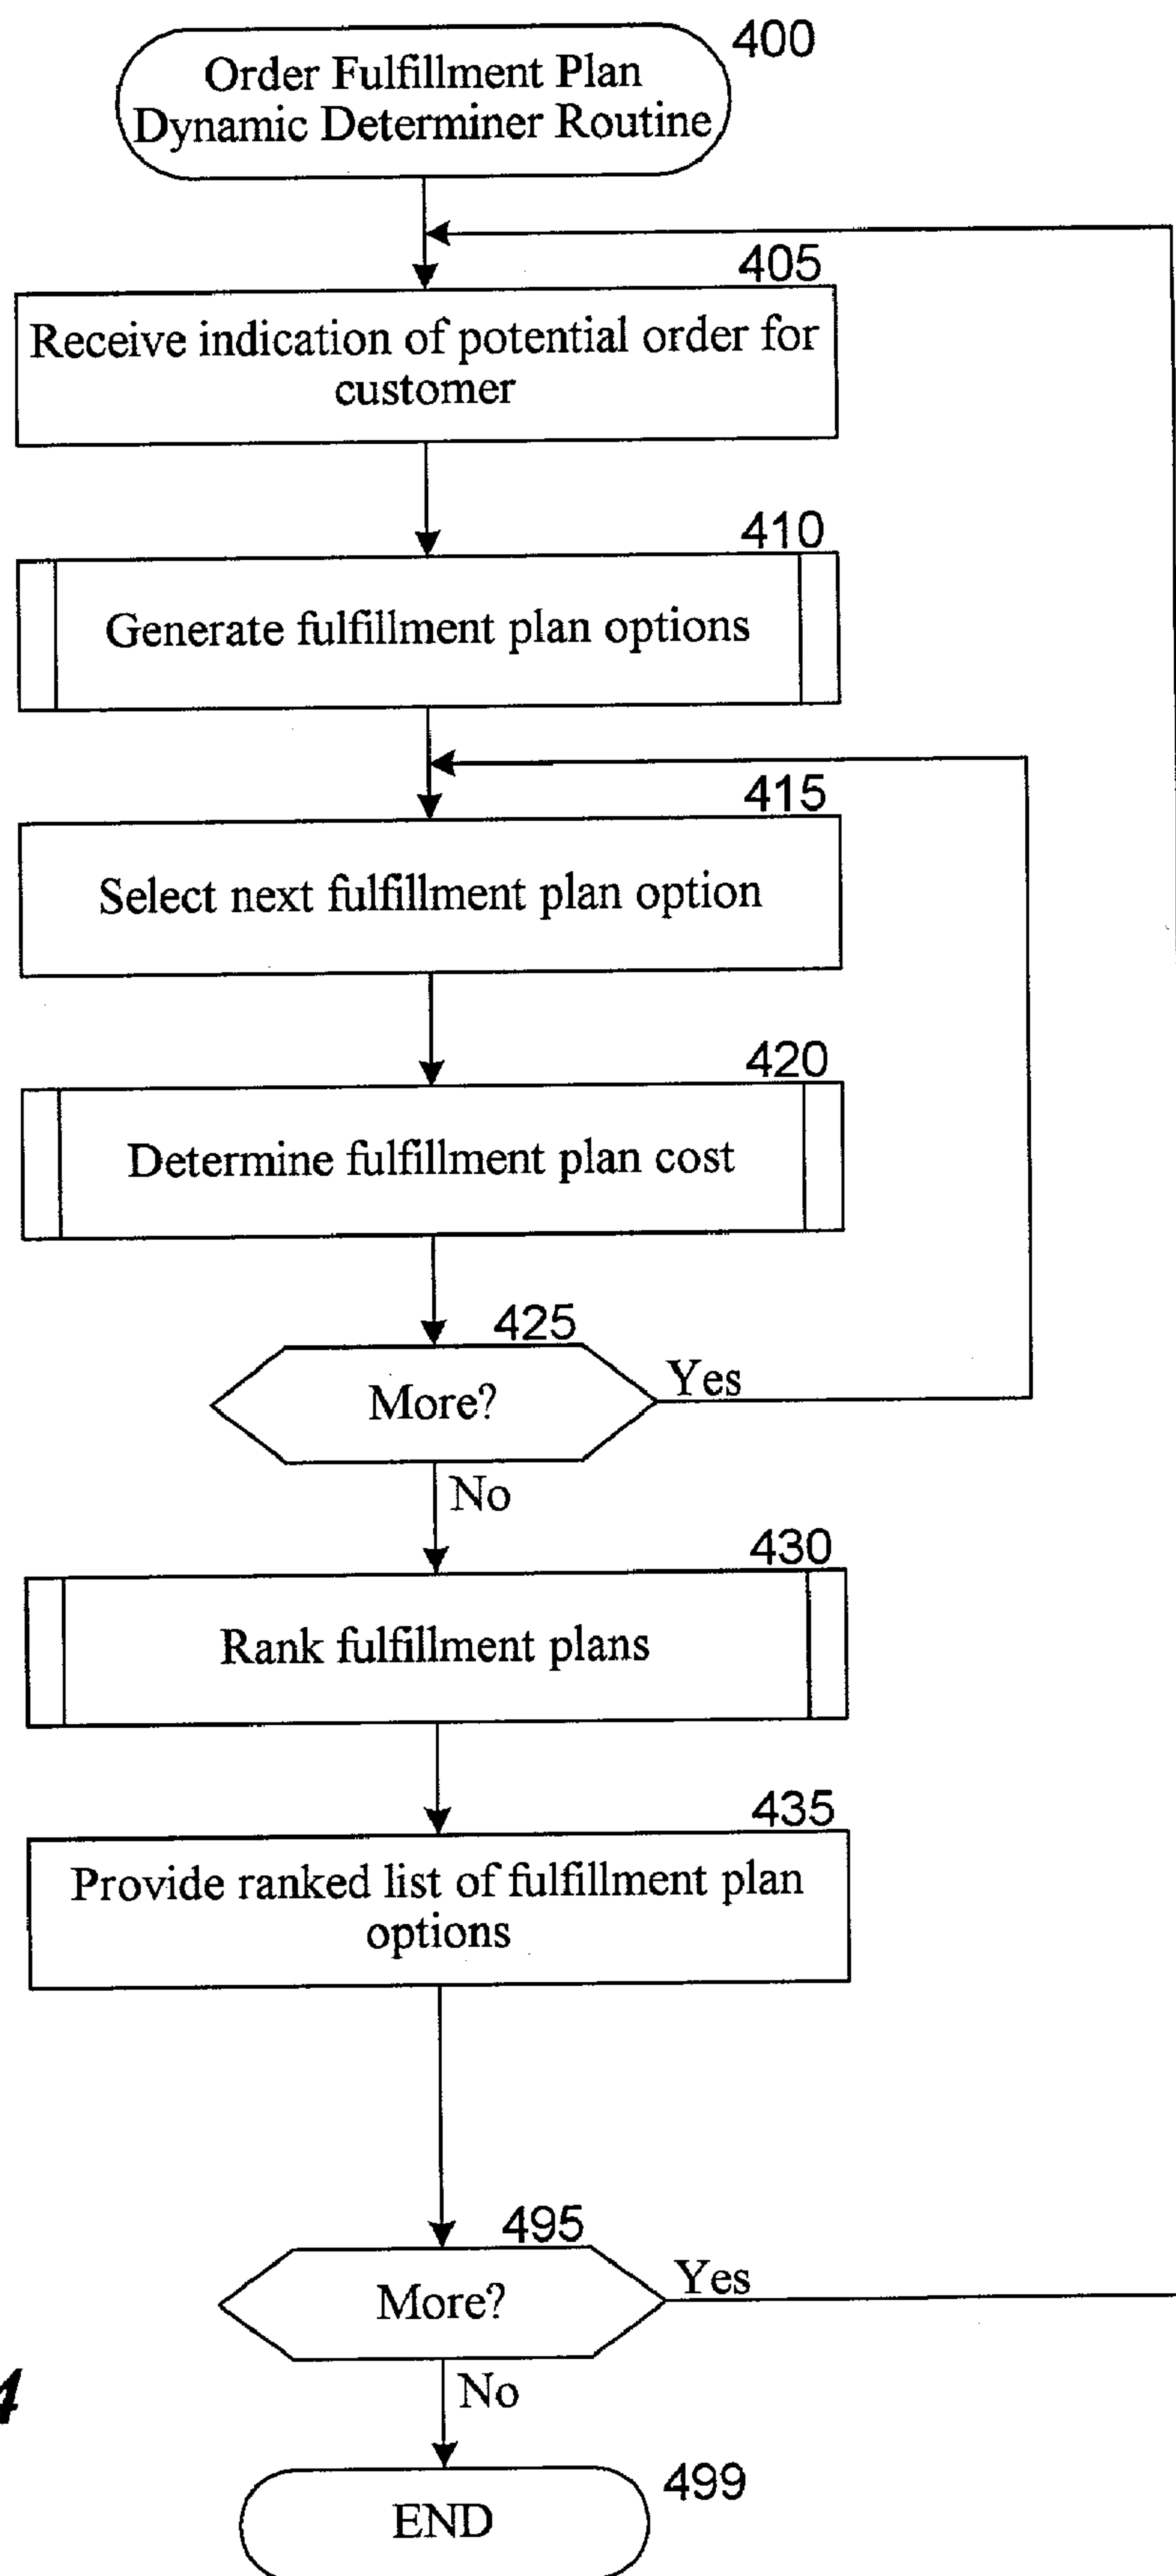 400
Order Fulfillment Plan
Dynamic Determiner Routine
405
Receive indication of potential order for
customer
410
Generate fulfillment plan options
415
Select next fulfillment plan option
420
Determine fulfillment plan cost
425
More?
Yes
No
430
Rank fulfillment plans
435
Provide ranked list of fulfillment plan
options
495
More?
Yes
No
4
499
END